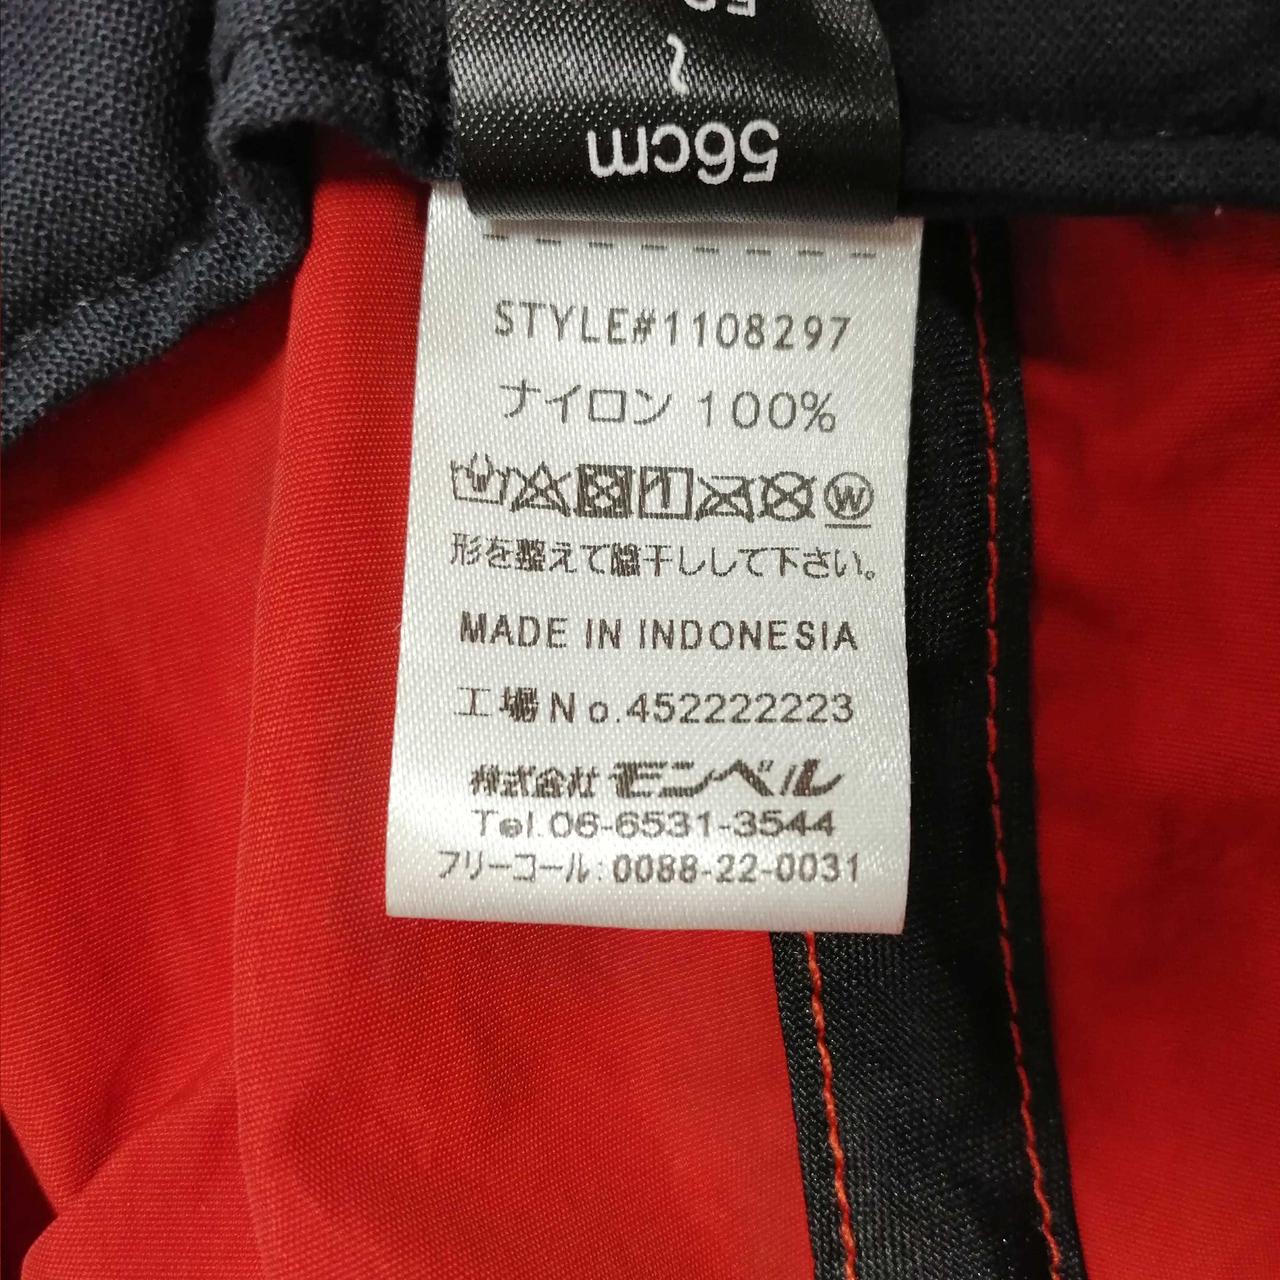 56cm
～
STYLE#1108297
ナイロン 100%
W
形を整えて陰干ししして下さい。
MADE IN INDONESIA
工場No.452222223
株式会社モンベル
Tel.06-6531-3544
フリーコール:0088-22-0031